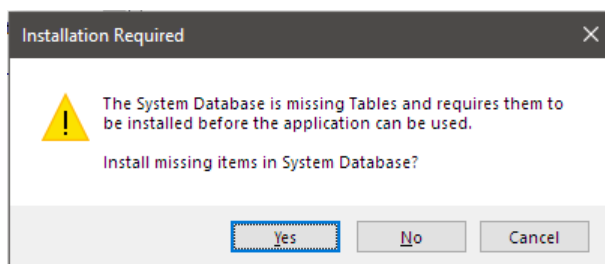 Installation Required
The System Database is missing Tables and requires them to
be installed before the application can be used.
Install missing items in System Database?
Yes
No
Cancel